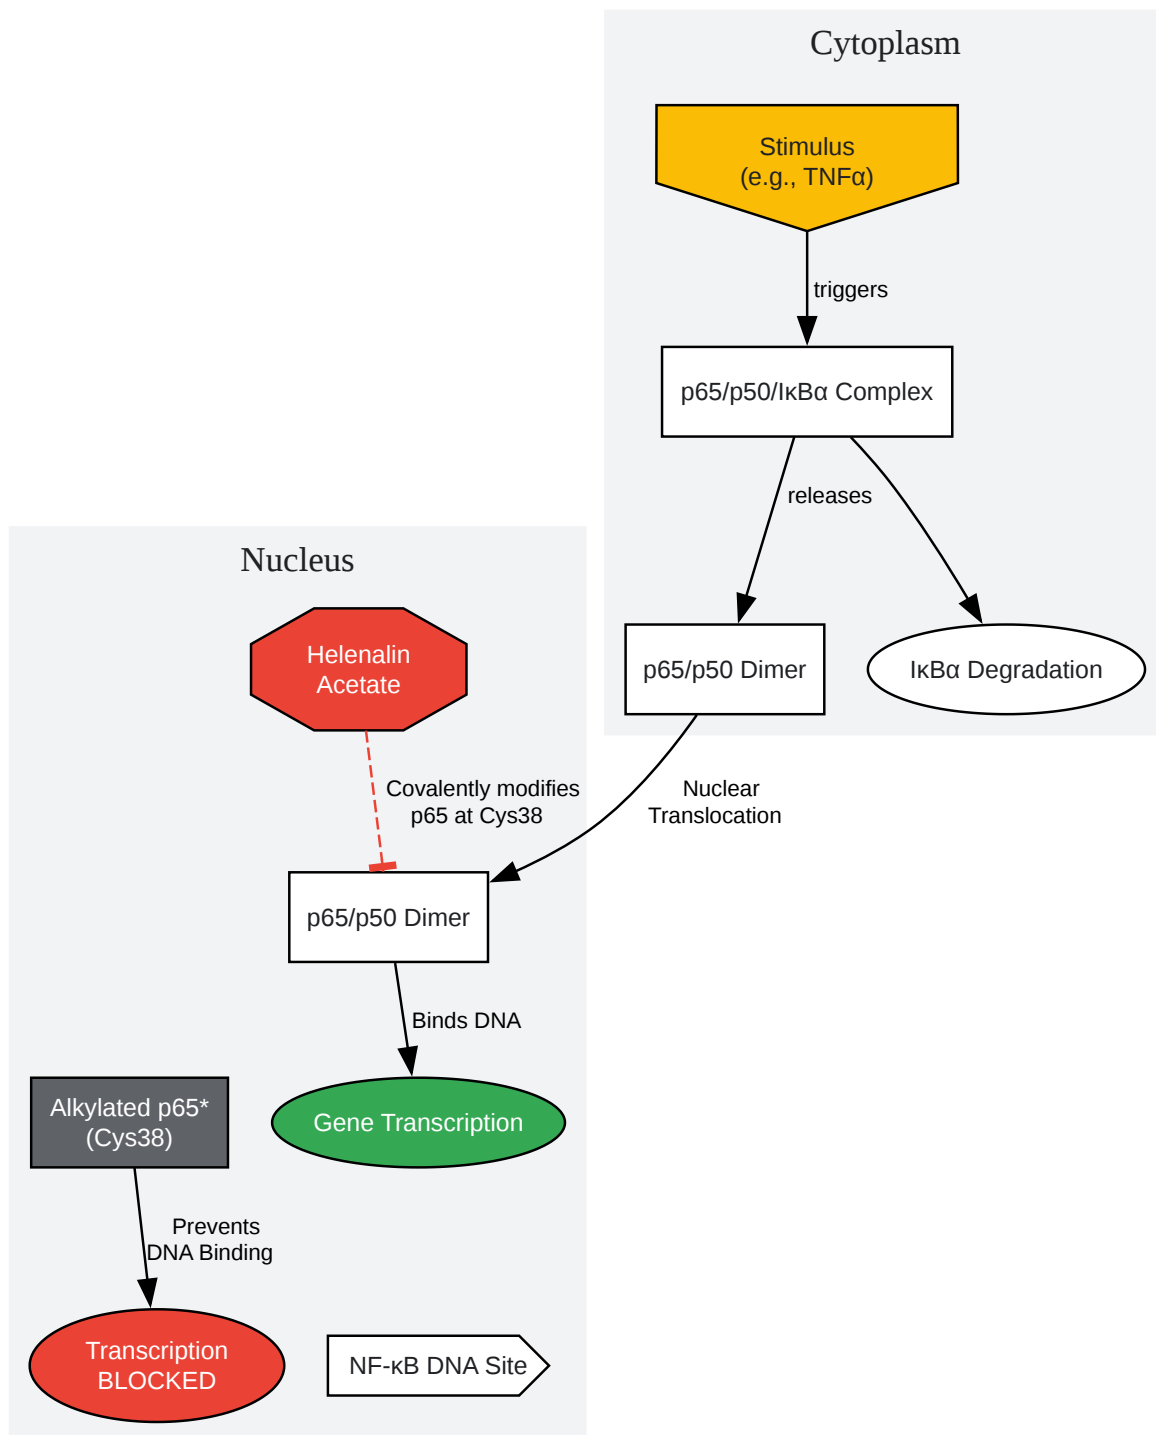 Cytoplasm
Stimulus
(e.g., TNFα)
triggers
p65/p50/IκBα Complex
releases
p65/p50 Dimer
IκBα Degradation
Nuclear
Translocation
Nucleus
Helenalin
Acetate
Covalently modifies
p65 at Cys38
p65/p50 Dimer
Binds DNA
Gene Transcription
Alkylated p65*
(Cys38)
Prevents
DNA Binding
Transcription
BLOCKED
NF-κB DNA Site